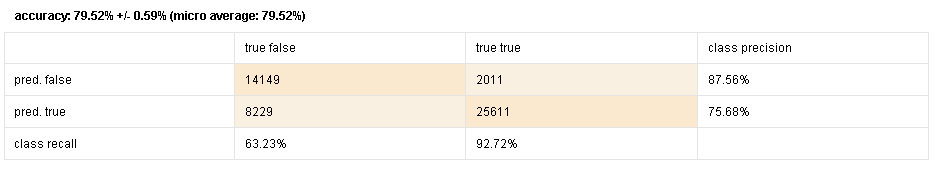 accuracy: 79.52% +/- 0.59% (micro average: 79.52%)
true false true true class precision
pred. false 14149 2011 87.56%
pred. true 8229 25611 75.68%
class recall 63.23% 92.72%